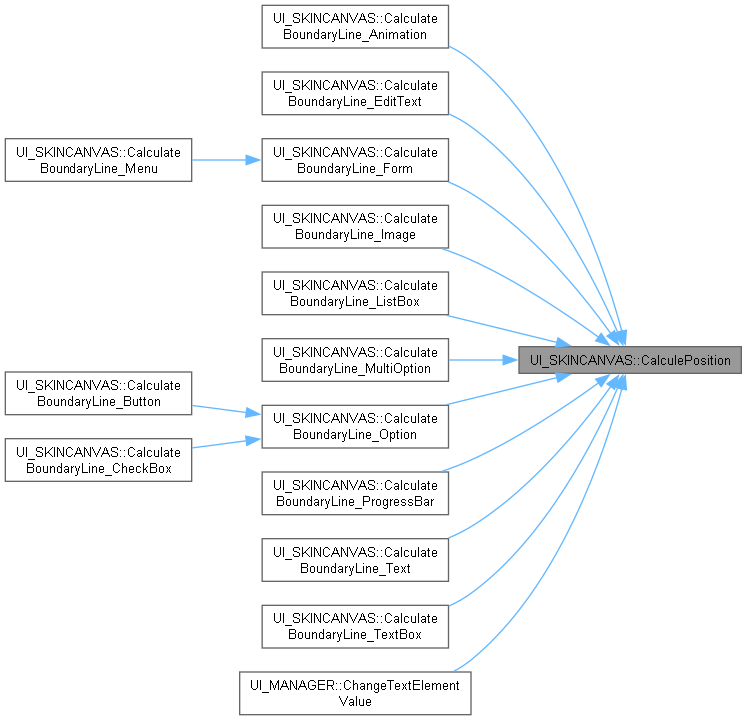 UI_SKINCANVAS::Calculate
BoundaryLine_Animation
UI_SKINCANVAS::Calculate
BoundaryLine_EditText
UI_SKINCANVAS::Calculate
BoundaryLine_Menu
UI_SKINCANVAS::Calculate
BoundaryLine_Form
UI_SKINCANVAS::Calculate
BoundaryLine_Image
UI_SKINCANVAS::Calculate
BoundaryLine_ListBox
UI_SKINCANVAS::Calculate
BoundaryLine_MultiOption
UI_SKINCANVAS::CalculePosition
UI_SKINCANVAS::Calculate
BoundaryLine_Button
UI_SKINCANVAS::Calculate
BoundaryLine_Option
UI_SKINCANVAS::Calculate
BoundaryLine_CheckBox
UI_SKINCANVAS::Calculate
BoundaryLine_ProgressBar
UI_SKINCANVAS::Calculate
BoundaryLine_Text
UI_SKINCANVAS::Calculate
BoundaryLine_TextBox
UI_MANAGER::ChangeTextElement
Value